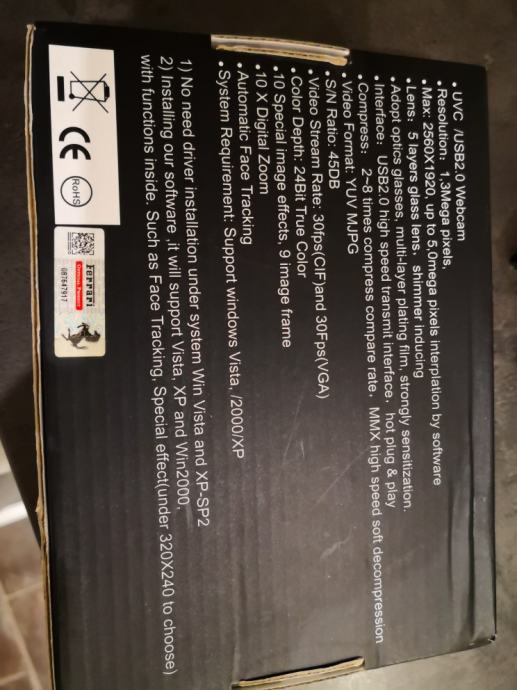 • UVC /USB2.0 Webcam
• Resolution: 1,3Mega pixels,
• Max: 2560X1920, up to 5,0mega pixels interplation by software
• Lens: 5 layers glass lens, shimmer inducing
• Adopt optics glasses, multi-layer plating film, strongly sensitization.
• Interface: USB2.0 high speed transmit interface, hot plug & play
• Compress: 2~8 times compress compare rate, MMX high speed soft decompression
• Video Format: YUV MJPG
• S/N Ratio: 45DB
• Video Stream Rate: 30fps(CIF)and 30Fps(VGA)
• Color Depth: 24Bit True Color
• 10 Special image effects, 9 image frame
• 10 X Digital Zoom
• Automatic Face Tracking
• System Requirement: Support windows Vista, /2000/XP
1) No need driver installation under system Win Vista and XP-SP2
2) Installing our software ,it will support Vista, XP and Win2000,
with functions inside. Such as Face Tracking, Special effect(under 320X240 to choose)
CE
RoHS
Ferrari
Official Product
087647917